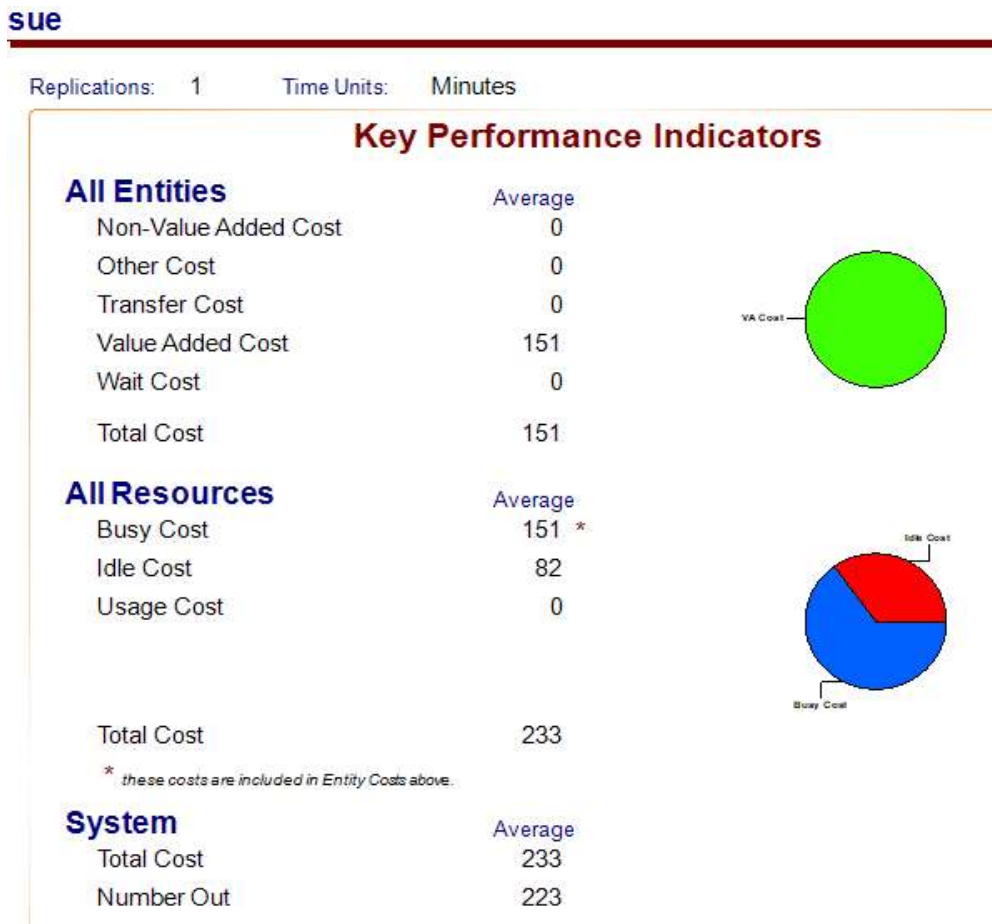 sue
Replications: 1 Time Units: Minutes
Key Performance Indicators
All Entities Average
Non-Value Added Cost 0
Other Cost 0
Transfer Cost 0
Value Added Cost 151
Wait Cost 0
Total Cost 151
VA Cost
All Resources Average
Busy Cost 151 *
Idle Cost 82
Usage Cost 0
Total Cost 233
* these costs are included in Entity Costs above.
Idle Cost
Busy Cost
System Average
Total Cost 233
Number Out 223